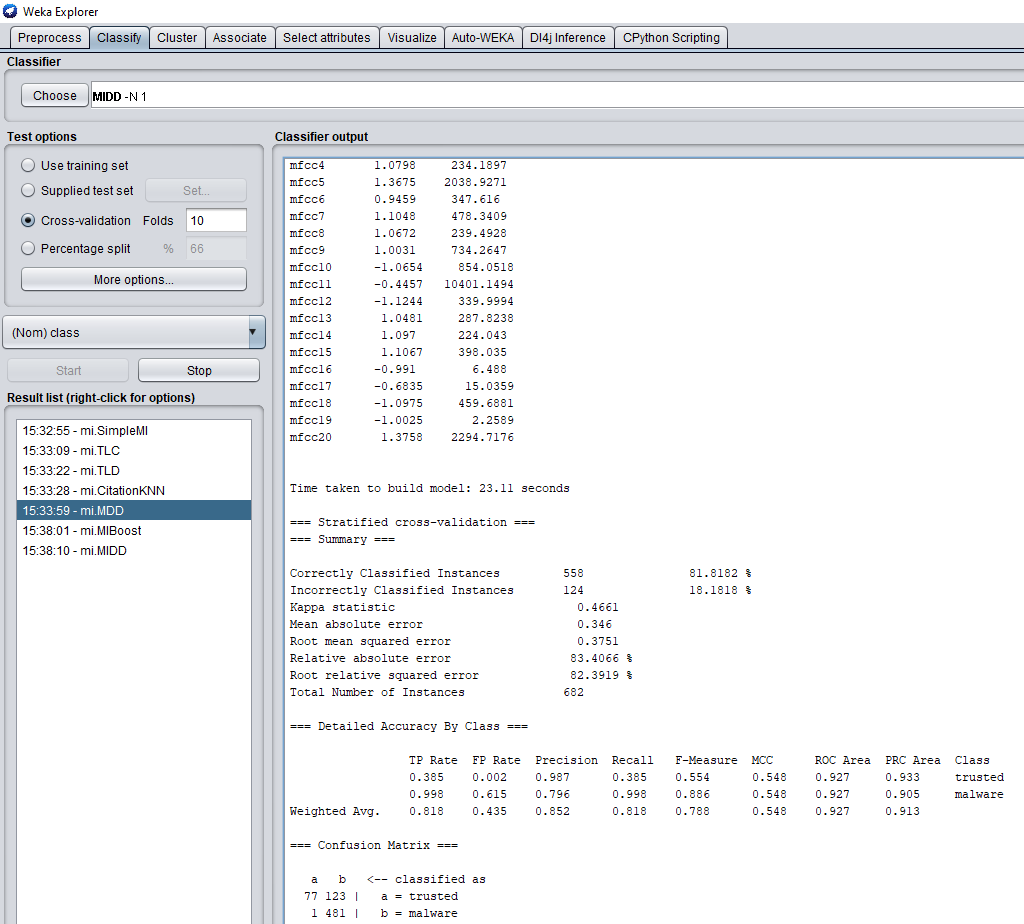 Weka Explorer
Preprocess Classify Cluster Associate Select attributes Visualize Auto-WEKA Dl4j Inference CPython Scripting
Classifier
Choose MIDD -N 1
Test options
Use training set
Supplied test set Set...
Cross-validation Folds 10
Percentage split % 66
More options...
(Nom) class
Start Stop
Result list (right-click for options)
15:32:55 - mi.SimpleMI
15:33:09 - mi.TLC
15:33:22 - mi.TLD
15:33:28 - mi.CitationKNN
15:33:59 - mi.MDD
15:38:01 - mi.MIBoost
15:38:10 - mi.MIDD
Classifier output
mfcc4 1.0798 234.1897
mfcc5 1.3675 2038.9271
mfcc6 0.9459 347.616
mfcc7 1.1048 478.3409
mfcc8 1.0672 239.4928
mfcc9 1.0031 734.2647
mfcc10 -1.0654 854.0518
mfcc11 -0.4457 10401.1494
mfcc12 -1.1244 339.9994
mfcc13 1.0481 287.8238
mfcc14 1.097 224.043
mfcc15 1.1067 398.035
mfcc16 -0.991 6.488
mfcc17 -0.6835 15.0359
mfcc18 -1.0975 459.6881
mfcc19 -1.0025 2.2589
mfcc20 1.3758 2294.7176
Time taken to build model: 23.11 seconds
=== Stratified cross-validation ===
=== Summary ===
Correctly Classified Instances 558 81.8182 %
Incorrectly Classified Instances 124 18.1818 %
Kappa statistic 0.4661
Mean absolute error 0.346
Root mean squared error 0.3751
Relative absolute error 83.4066 %
Root relative squared error 82.3919 %
Total Number of Instances 682
=== Detailed Accuracy By Class ===
TP Rate FP Rate Precision Recall F-Measure MCC ROC Area PRC Area Class
0.385 0.002 0.987 0.385 0.554 0.548 0.927 0.933 trusted
0.998 0.615 0.796 0.998 0.886 0.548 0.927 0.905 malware
Weighted Avg. 0.818 0.435 0.852 0.818 0.788 0.548 0.927 0.913
=== Confusion Matrix ===
a b <-- classified as
77 123 | a = trusted
1 481 | b = malware